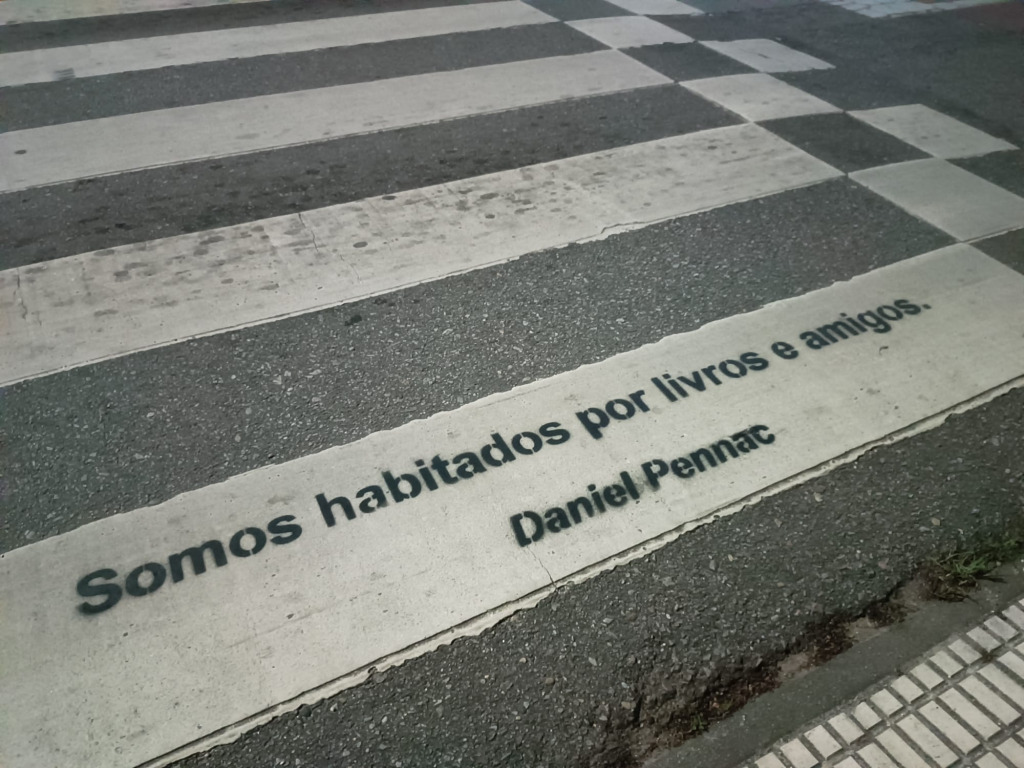 Somos habitados por livros e amigos.
Daniel Pennac